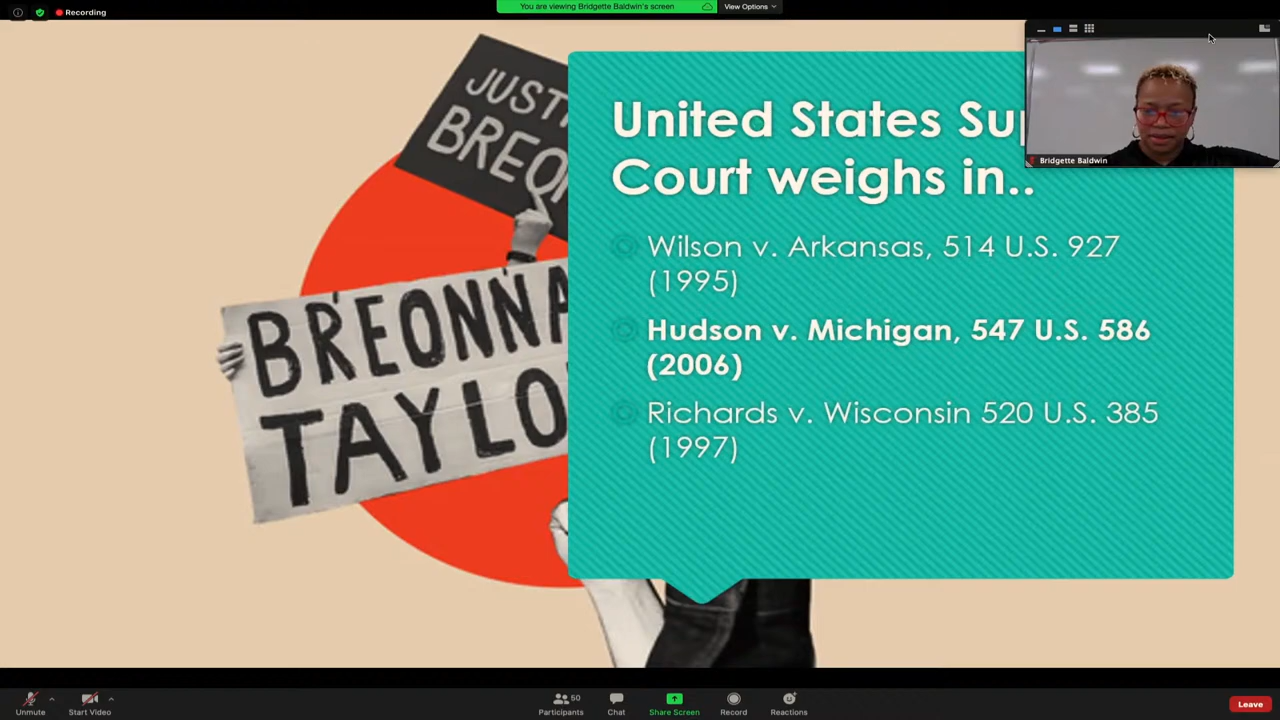 Recording
You are viewing Bridgette Baldwin's screen
View Options
JUST
BREO
BREONNA
TAYLO
United States Su
Court weighs in..
Wilson v. Arkansas, 514 U.S. 927
(1995)
Hudson v. Michigan, 547 U.S. 586
(2006)
Richards v. Wisconsin 520 U.S. 385
(1997)
Bridgette Baldwin
Unmute
Start Video
50
Participants
Chat
Share Screen
Record
Reactions
Leave